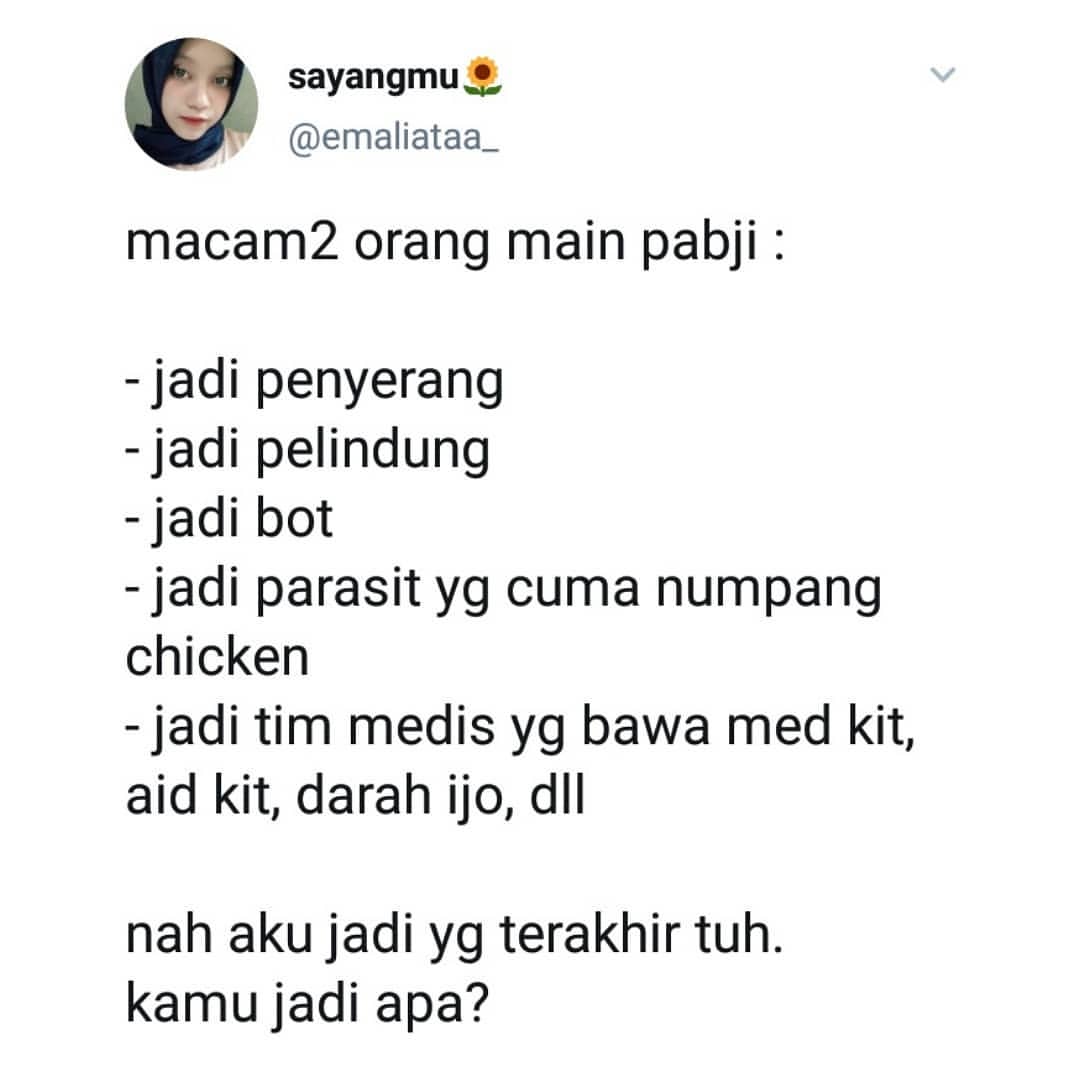 sayangmu🌻
@emaliataa_
macam2 orang main pabji :
- jadi penyerang
- jadi pelindung
- jadi bot
- jadi parasit yg cuma numpang
chicken
- jadi tim medis yg bawa med kit,
aid kit, darah ijo, dll
nah aku jadi yg terakhir tuh.
kamu jadi apa?